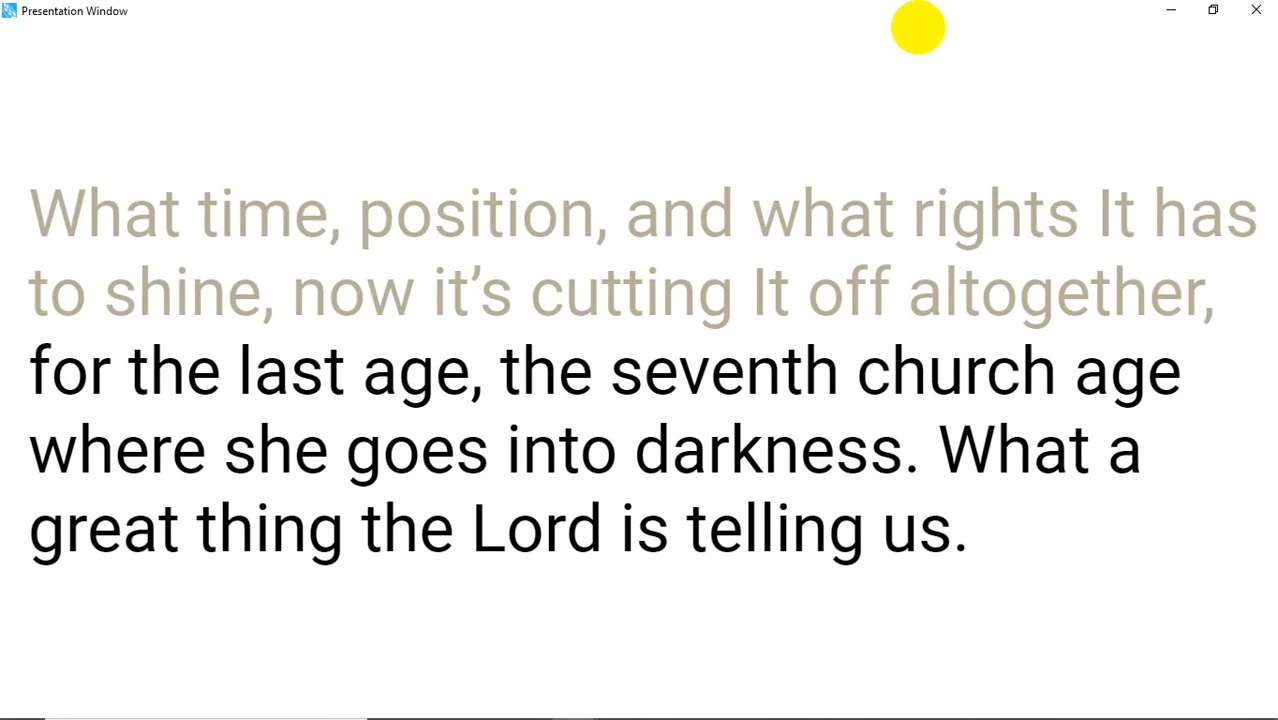 Presentation Window
What time, position, and what rights It has
to shine, now it’s cutting It off altogether,
for the last age, the seventh church age
where she goes into darkness. What a
great thing the Lord is telling us.